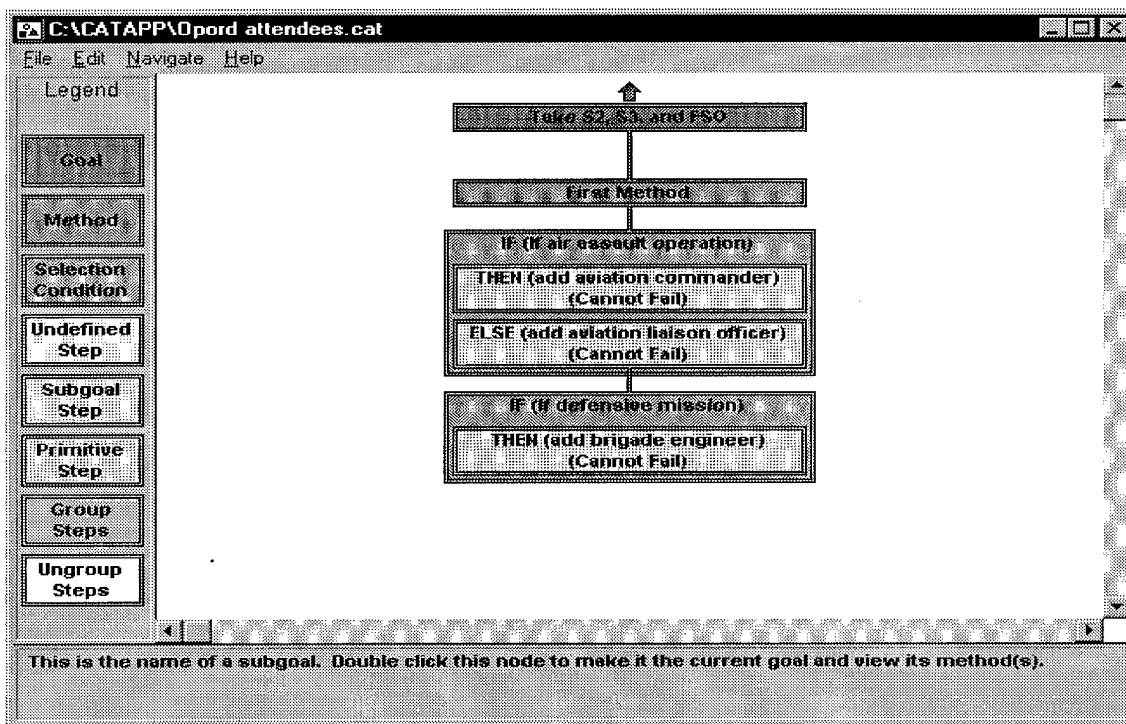 C:\CATAPP\Opord attendees.cat
File Edit Navigate Help
Legend
Goal
Method
Selection
Condition
Undefined
Step
Subgoal
Step
Primitive
Step
Group
Steps
Ungroup
Steps
Take S2, S3, and FSO
First Method
IF (If air assault operation)
THEN (add aviation commander)
(Cannot Fail)
ELSE (add aviation liaison officer)
(Cannot Fail)
IF (If defensive mission)
THEN (add brigade engineer)
(Cannot Fail)
This is the name of a subgoal. Double click this node to make it the current goal and view its method(s).